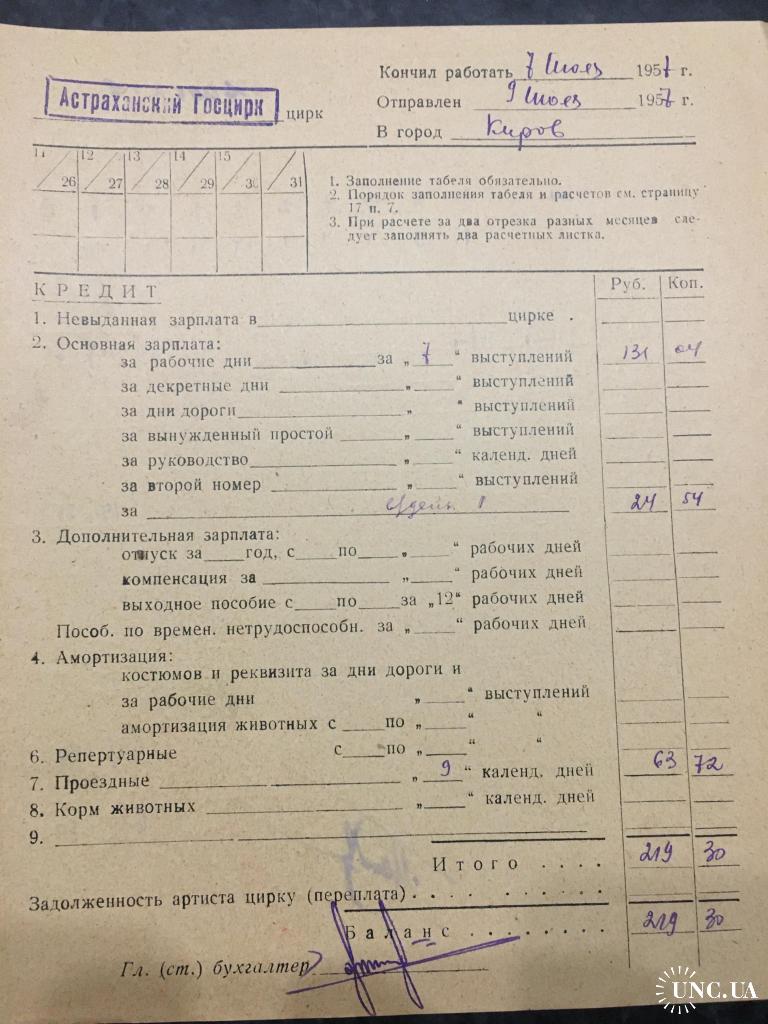 Кончил работать 7 Июля 1957 г.
Астраханский Госцирк цирк
Отправлен 9 Июля 1957 г.
В город Киров
11 12 13 14 15
26 27 28 29 30 31
1. Заполнение табеля обязательно.
2. Порядок заполнения табеля и расчетов см. страницу
17 п. 7.
3. При расчете за два отрезка разных месяцев сле-
дует заполнять два расчетных листка.
КРЕДИТ Руб. Коп.
1. Невыданная зарплата в цирке .
2. Основная зарплата:
за рабочие дни за „ 7 “ выступлений 131 04
за декретные дни „ “ выступлений
за дни дороги „ “ выступлений
за вынужденный простой „ “ выступлений
за руководство „ “ календ. дней
за второй номер „ “ выступлений
за 24 54
3. Дополнительная зарплата:
отпуск за год, с по „ “ рабочих дней
компенсация за „ “ рабочих дней
выходное пособие с по за „12“ рабочих дней
Пособ. по времен. нетрудоспособн. за „ “ рабочих дней
4. Амортизация:
костюмов и реквизита за дни дороги и
за рабочие дни „ “ выступлений
амортизация животных с по „ “ “
6. Репертуарные с по „ “ “
7. Проездные „ 9 “ календ. дней 63 72
8. Корм животных „ “ календ. дней
9.
Итого . . . . 219 30
Задолженность артиста цирку (переплата) . . . . . . . . . .
Баланс . . . . . . . . 219 30
Гл. (ст.) бухгалтер
UNC.UA